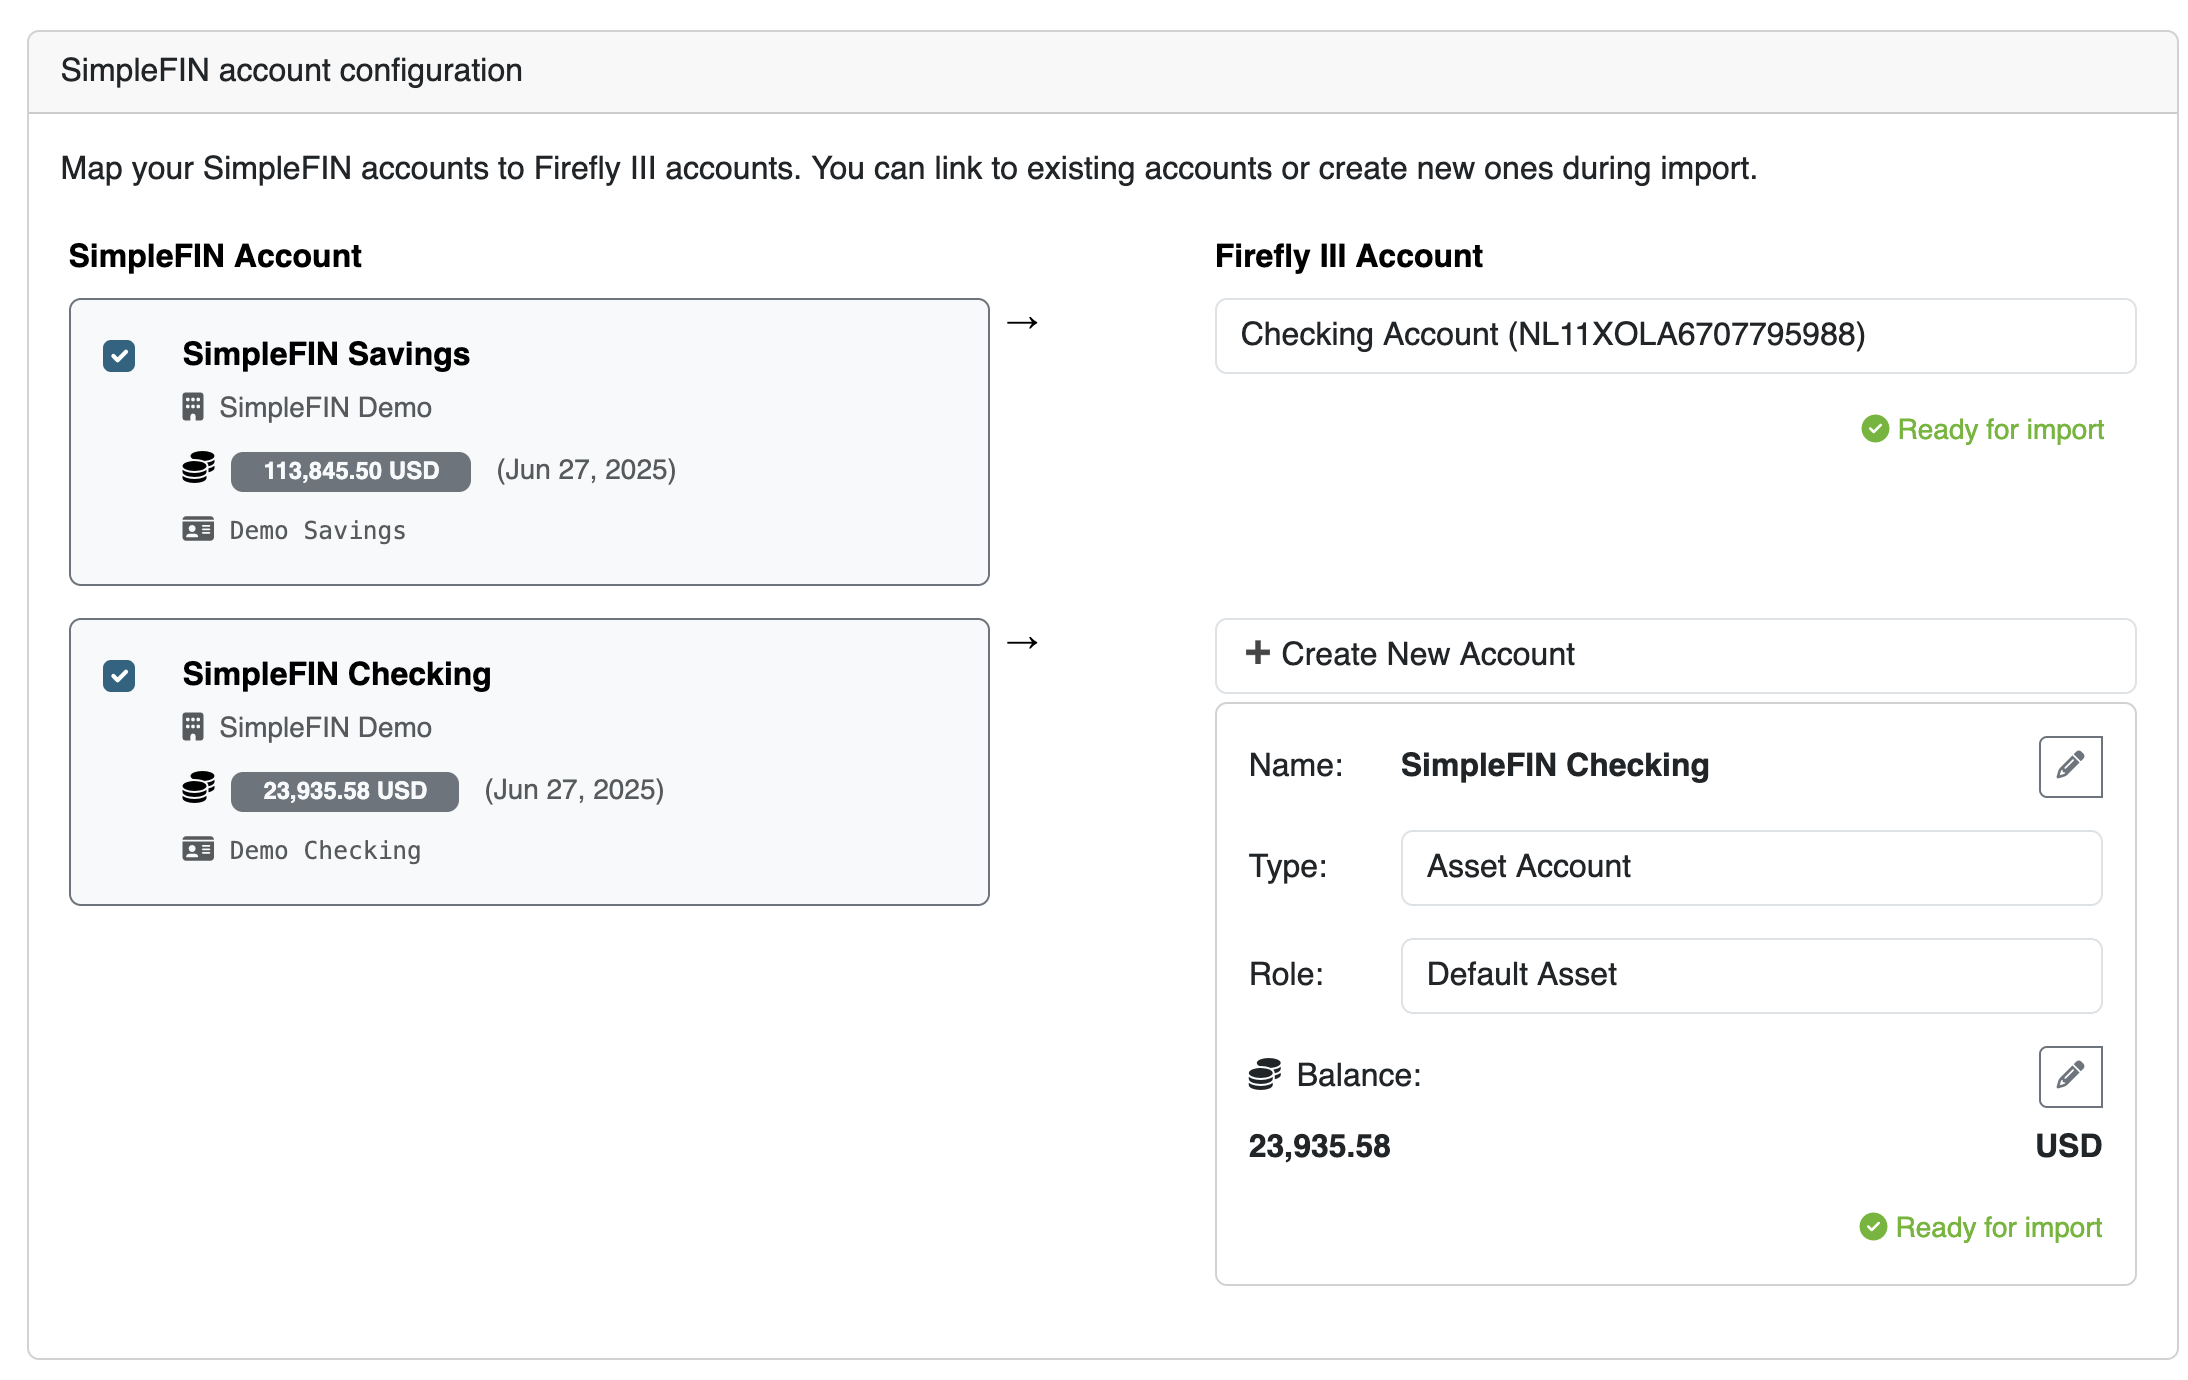 SimpleFIN account configuration
Map your SimpleFIN accounts to Firefly III accounts. You can link to existing accounts or create new ones during import.
SimpleFIN Account
Firefly III Account
SimpleFIN Savings
SimpleFIN Demo
113,845.50 USD (Jun 27, 2025)
Demo Savings
→
Checking Account (NL11XOLA6707795988)
Ready for import
SimpleFIN Checking
SimpleFIN Demo
23,935.58 USD (Jun 27, 2025)
Demo Checking
→
+ Create New Account
Name: SimpleFIN Checking
Type: Asset Account
Role: Default Asset
Balance:
23,935.58 USD
Ready for import